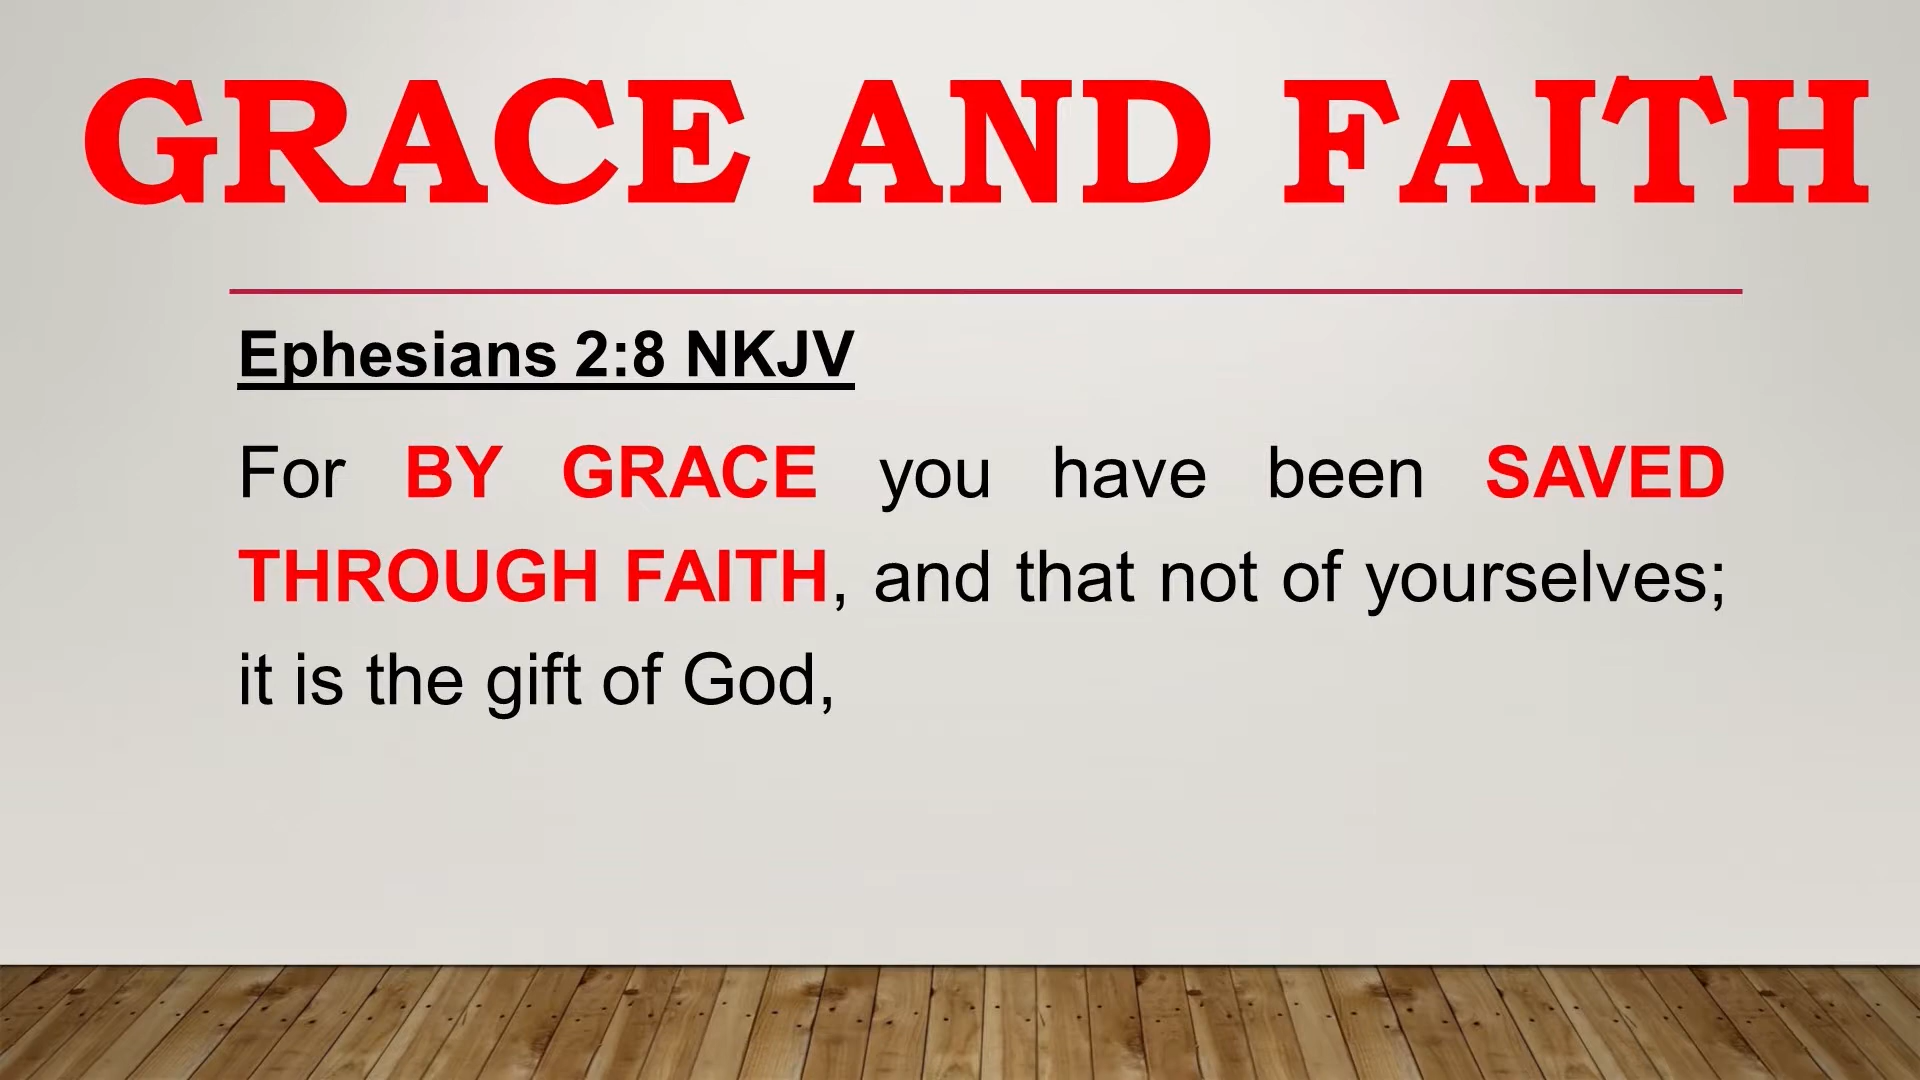 GRACE AND FAITH
Ephesians 2:8 NKJV
For BY GRACE you have been SAVED
THROUGH FAITH, and that not of yourselves;
it is the gift of God,